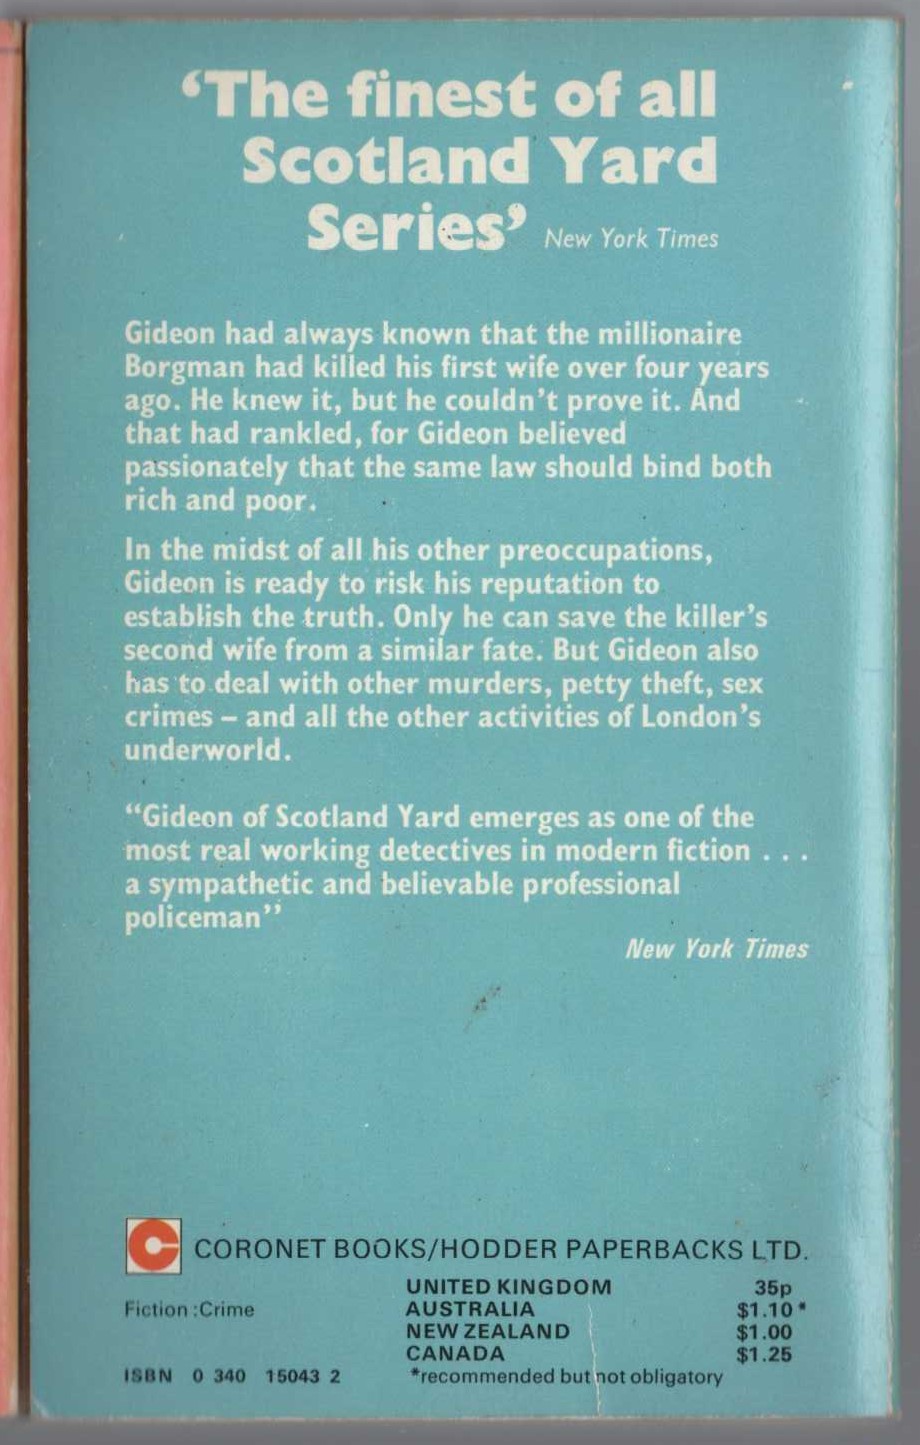 ‘The finest of all
Scotland Yard
Series’ New York Times
Gideon had always known that the millionaire
Borgman had killed his first wife over four years
ago. He knew it, but he couldn’t prove it. And
that had rankled, for Gideon believed
passionately that the same law should bind both
rich and poor.
In the midst of all his other preoccupations,
Gideon is ready to risk his reputation to
establish the truth. Only he can save the killer’s
second wife from a similar fate. But Gideon also
has to deal with other murders, petty theft, sex
crimes – and all the other activities of London’s
underworld.
“Gideon of Scotland Yard emerges as one of the
most real working detectives in modern fiction . . .
a sympathetic and believable professional
policeman”
New York Times
CORONET BOOKS/HODDER PAPERBACKS LTD.
UNITED KINGDOM 35p
Fiction :Crime AUSTRALIA $1.10*
NEW ZEALAND $1.00
CANADA $1.25
ISBN 0 340 15043 2 *recommended but not obligatory